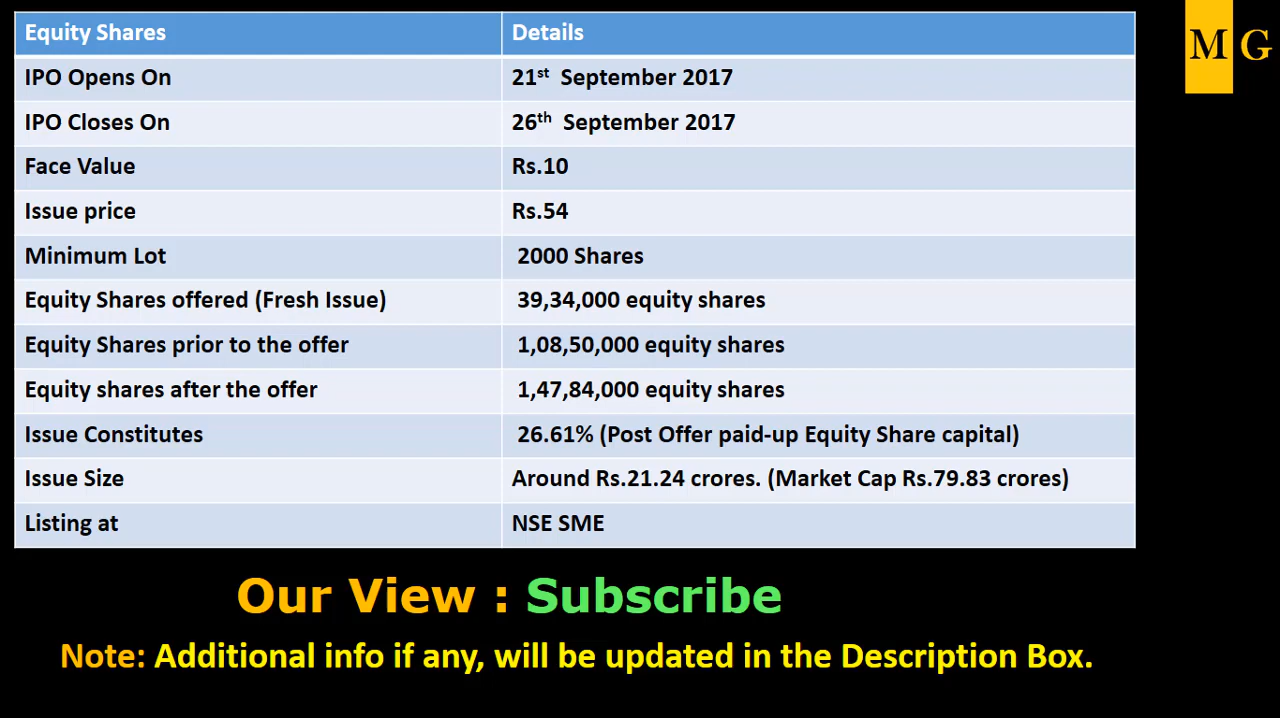 Equity Shares Details
IPO Opens On 21st September 2017
IPO Closes On 26th September 2017
Face Value Rs.10
Issue price Rs.54
Minimum Lot 2000 Shares
Equity Shares offered (Fresh Issue) 39,34,000 equity shares
Equity Shares prior to the offer 1,08,50,000 equity shares
Equity shares after the offer 1,47,84,000 equity shares
Issue Constitutes 26.61% (Post Offer paid-up Equity Share capital)
Issue Size Around Rs.21.24 crores. (Market Cap Rs.79.83 crores)
Listing at NSE SME
M G
Our View : Subscribe
Note: Additional info if any, will be updated in the Description Box.